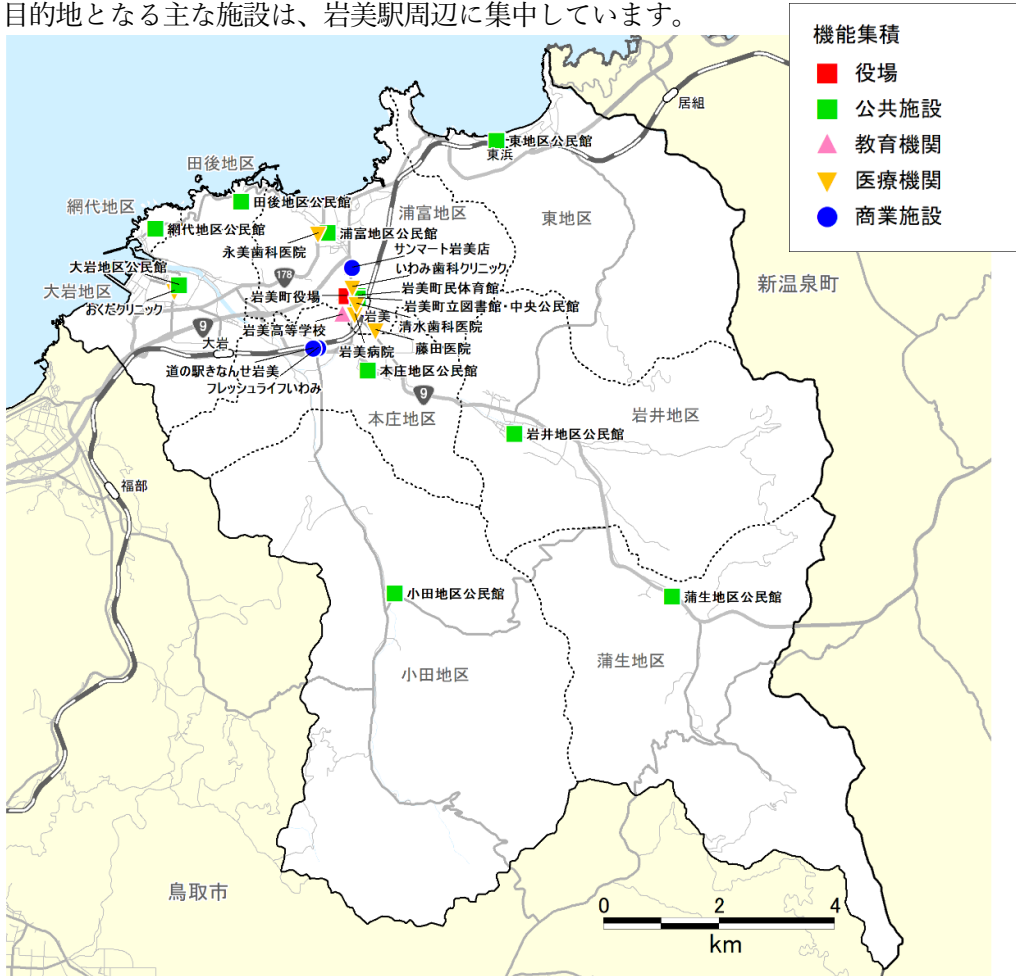 目的地となる主な施設は、岩美駅周辺に集中しています。
機能集積
役場
公共施設
教育機関
医療機関
商業施設
居組
東地区公民館
東浜
田後地区
田後地区公民館
網代地区
浦富地区
東地区
網代地区公民館
浦富地区公民館
永美歯科医院
サンマート岩美店
大岩地区公民館
いわみ歯科クリニック
178
新温泉町
大岩地区
岩美町役場
岩美町民体育館
おくだクリニック
岩美町立図書館・中央公民館
岩美
9
岩美高等学校
清水歯科医院
大岩
岩美病院
藤田医院
道の駅きなんせ岩美
本庄地区公民館
フレッシュライフいわみ
9
本庄地区
岩井地区
岩井地区公民館
福部
小田地区公民館
蒲生地区公民館
小田地区
蒲生地区
鳥取市
0 2 4
km